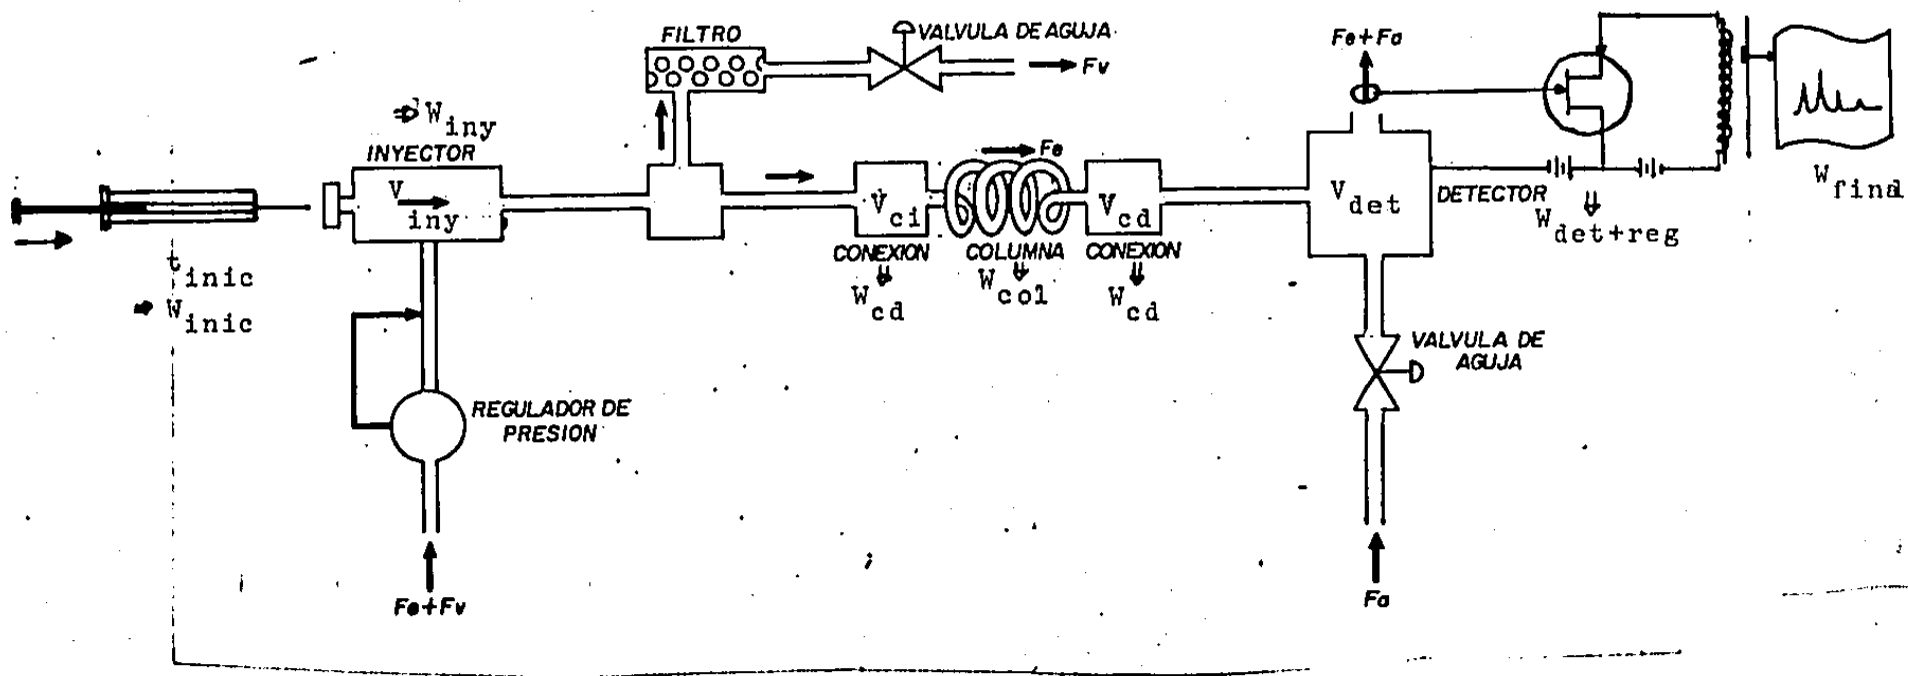 FILTRO
VALVULA DE AGUJA
Fv
Fe+Fa
⇒ W iny
INYECTOR
V iny
t inic
W inic
Fe
V ci
V cd
CONEXION
COLUMNA
CONEXION
W cd
W col
W cd
V det
DETECTOR
W det+reg
W final
REGULADOR DE
PRESION
VALVULA DE
AGUJA
Fe+Fv
Fa